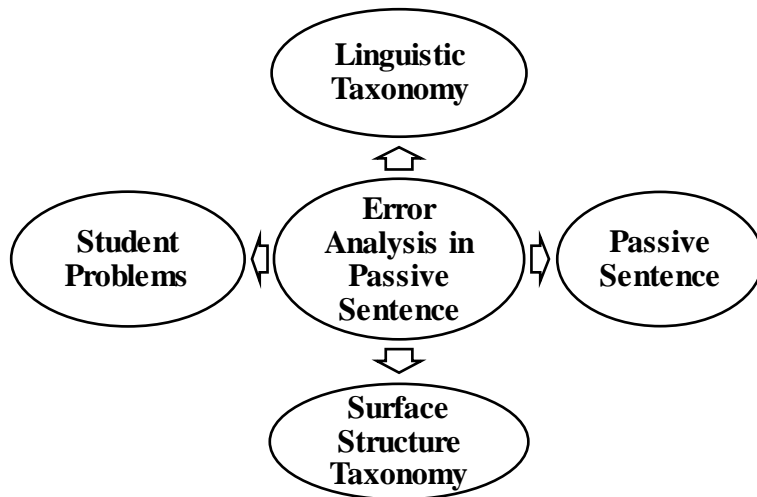 Linguistic
Taxonomy
Student
Problems
Error
Analysis in
Passive
Sentence
Passive
Sentence
Surface
Structure
Taxonomy